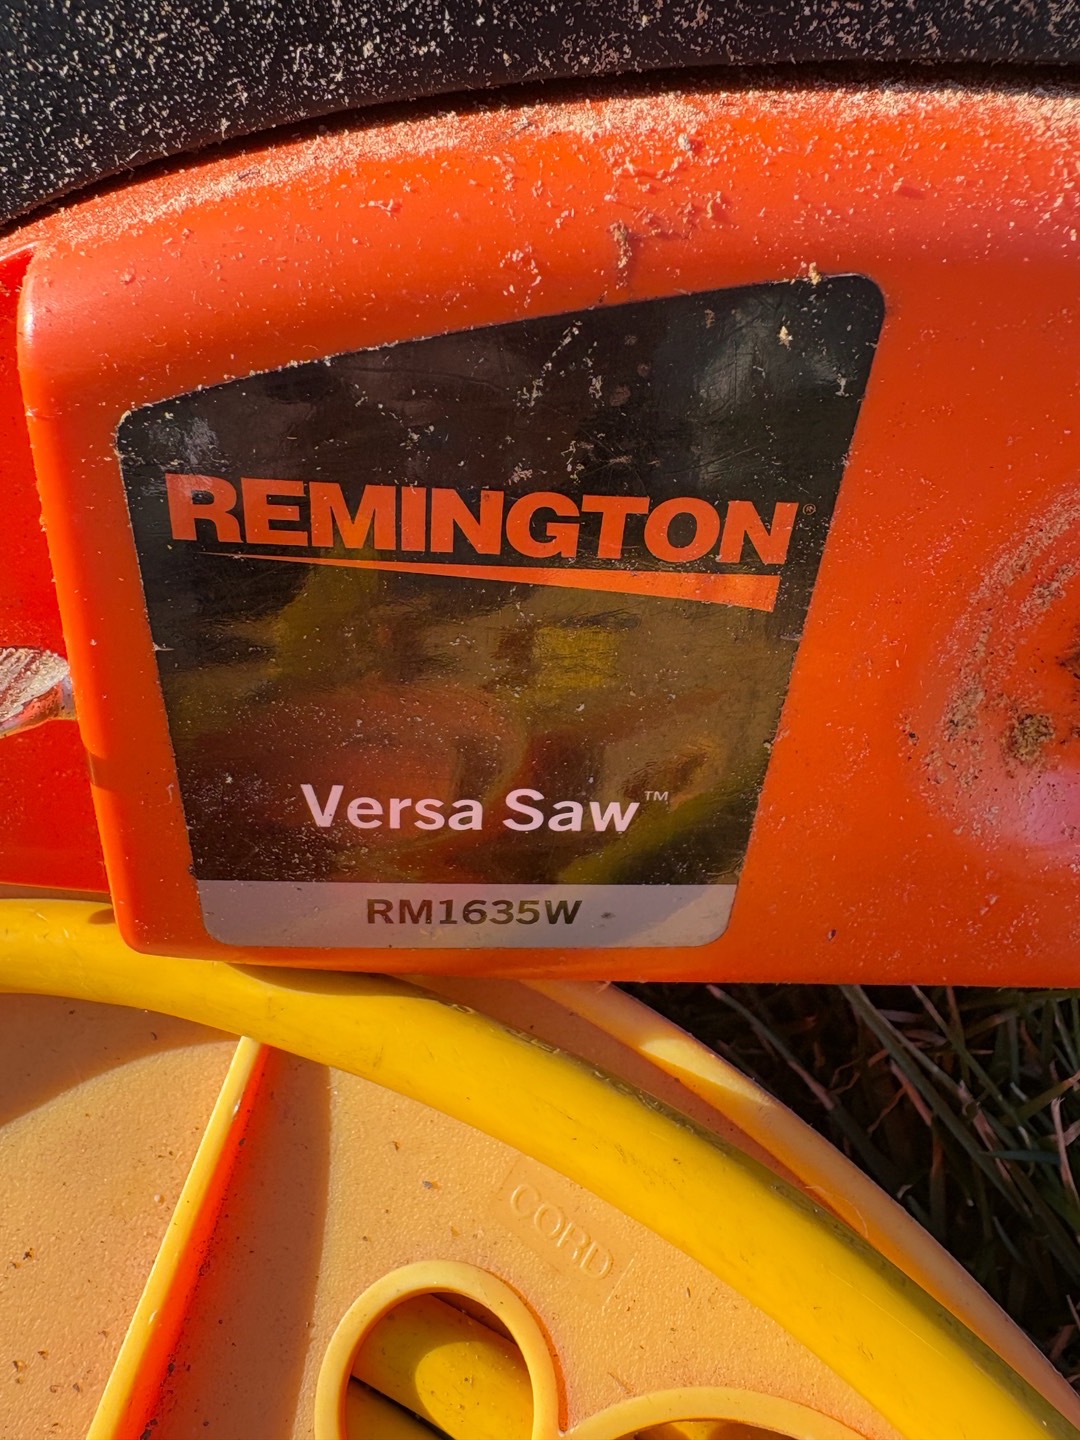 REMINGTON®
Versa Saw™
RM1635W
CORD